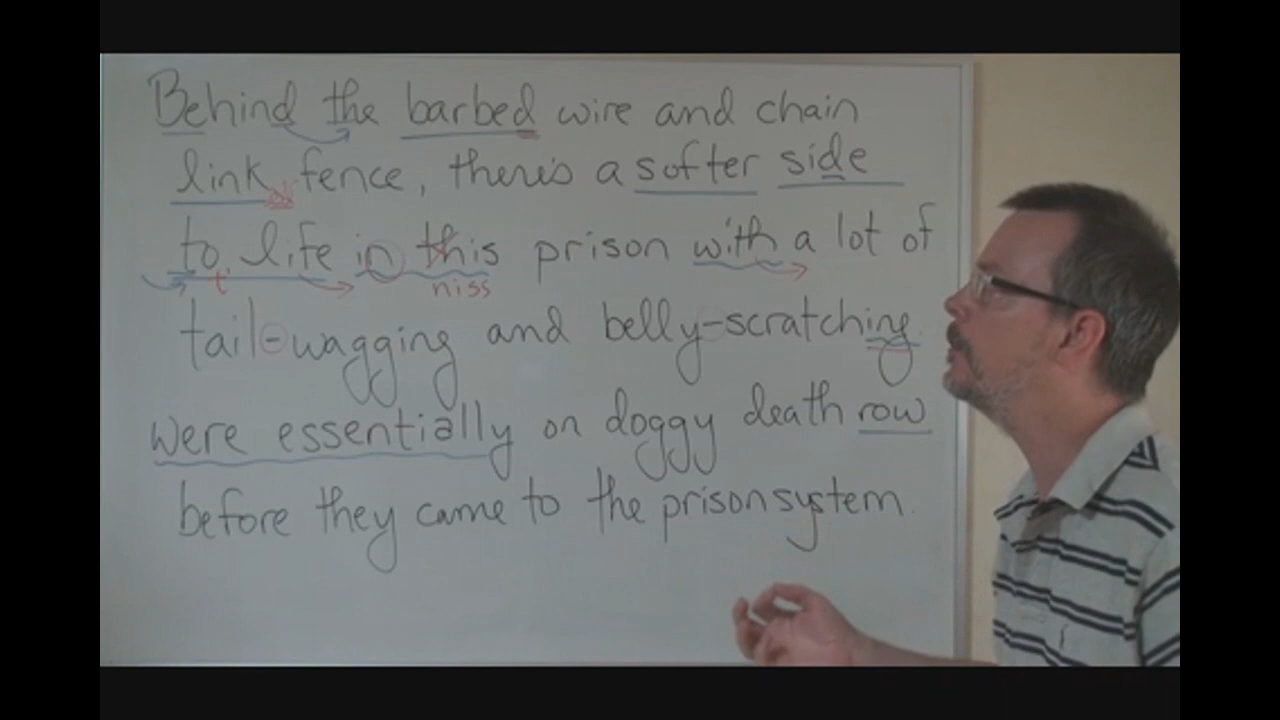 Behind the barbed wire and chain
link fence, there's a softer side
to life in this prison with a lot of
t niss
tail-wagging and belly-scratching
were essentially on doggy death row
before they came to the prison system.